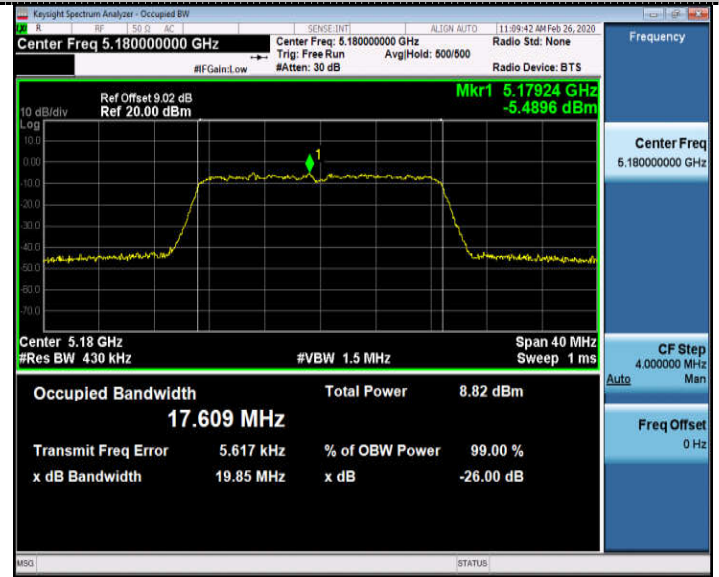 Keysight Spectrum Analyzer - Occupied BW
R RF 50 Ω AC SENSE:INT ALIGN AUTO 11:09:42 AM Feb 26, 2020
Center Freq 5.180000000 GHz
Center Freq: 5.180000000 GHz Radio Std: None
Trig: Free Run Avg|Hold: 500/500
#IFGain:Low #Atten: 30 dB Radio Device: BTS
Frequency
Mkr1 5.17924 GHz
-5.4896 dBm
Ref Offset 9.02 dB
10 dB/div Ref 20.00 dBm
Log
10.0
0.00
-10.0
-20.0
-30.0
-40.0
-50.0
-60.0
-70.0
1
Center 5.18 GHz Span 40 MHz
#Res BW 430 kHz #VBW 1.5 MHz Sweep 1 ms
Occupied Bandwidth Total Power 8.82 dBm
17.609 MHz
Transmit Freq Error 5.617 kHz % of OBW Power 99.00 %
x dB Bandwidth 19.85 MHz x dB -26.00 dB
Center Freq
5.180000000 GHz
CF Step
4.000000 MHz
Auto Man
Freq Offset
0 Hz
MSG STATUS